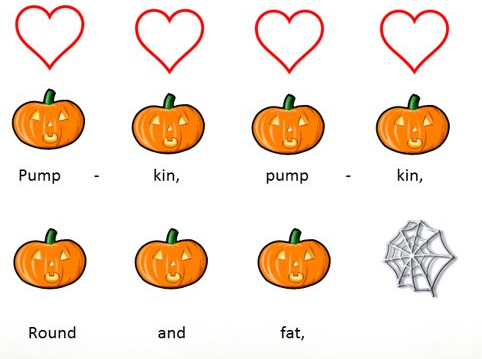 Pump - kin, pump - kin,
Round and fat,